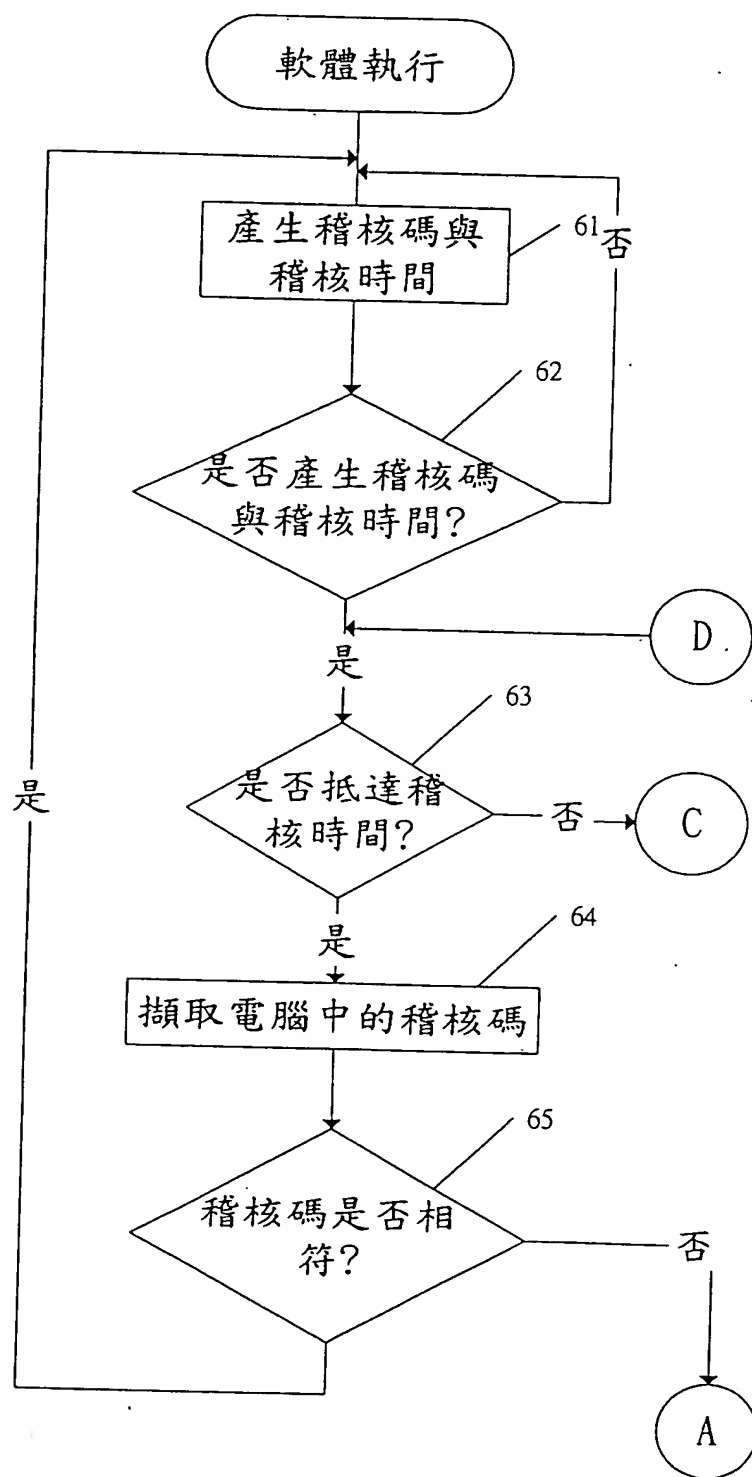 軟體執行
產生稽核碼與
稽核時間
61
否
62
是否產生稽核碼
與稽核時間?
D
是
63
是否抵達稽
核時間?
否
C
是
是
64
擷取電腦中的稽核碼
65
稽核碼是否相
符?
否
A